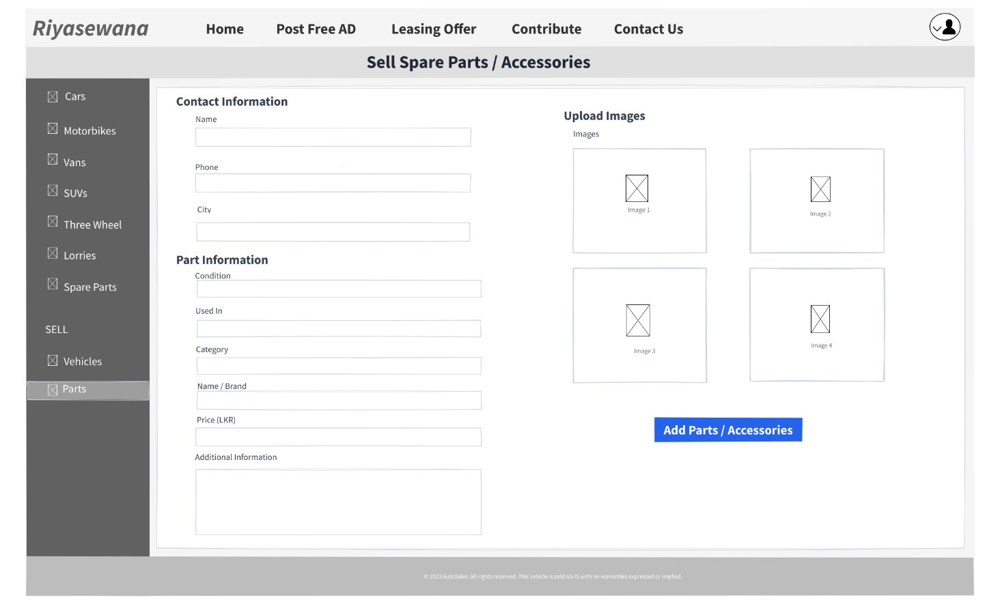 Riyasewana
Home
Post Free AD
Leasing Offer
Contribute
Contact Us
Sell Spare Parts / Accessories
Cars
Motorbikes
Vans
SUVs
Three Wheel
Lorries
Spare Parts
SELL
Vehicles
Parts
Contact Information
Name
Phone
City
Part Information
Condition
Used In
Category
Name / Brand
Price (LKR)
Additional Information
Upload Images
Images
Image 1
Image 2
Image 3
Image 4
Add Parts / Accessories
© 2023 AutoSales. All rights reserved. This vehicle is sold AS-IS with no warranties expressed or implied.